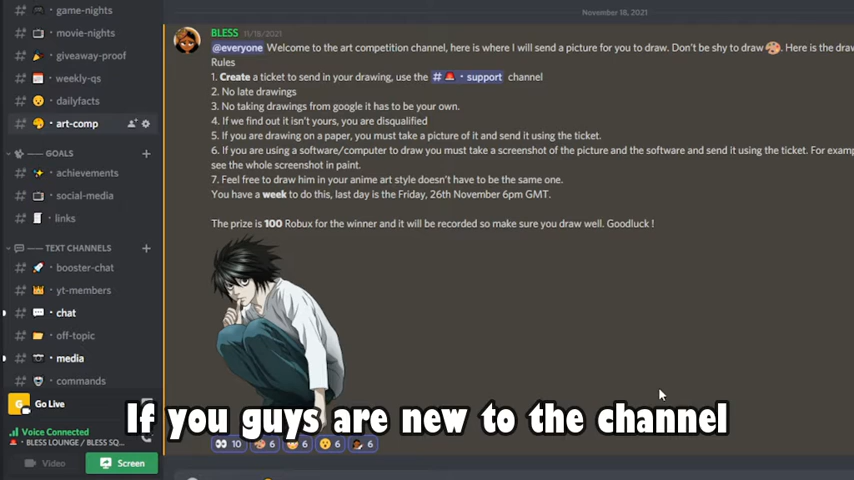 game-nights
movie-nights
giveaway-proof
weekly-qs
dailyfacts
art-comp
GOALS
achievements
social-media
links
TEXT CHANNELS
booster-chat
yt-members
chat
off-topic
media
commands
Go Live
Voice Connected
BLESS LOUNGE / BLESS SQ...
Video
Screen
November 18, 2021
BLESS 11/18/2021
@everyone Welcome to the art competition channel, here is where I will send a picture for you to draw. Don't be shy to draw 🎨. Here is the draw
Rules
1. Create a ticket to send in your drawing, use the # 🚨・support channel
2. No late drawings
3. No taking drawings from google it has to be your own.
4. If we find out it isn't yours, you are disqualified
5. If you are drawing on a paper, you must take a picture of it and send it using the ticket.
6. If you are using a software/computer to draw you must take a screenshot of the picture and the software and send it using the ticket. For examp
see the whole screenshot in paint.
7. Feel free to draw him in your anime art style doesn't have to be the same one.
You have a week to do this, last day is the Friday, 26th November 6pm GMT.
The prize is 100 Robux for the winner and it will be recorded so make sure you draw well. Goodluck !
10 6 6 6 6
If you guys are new to the channel